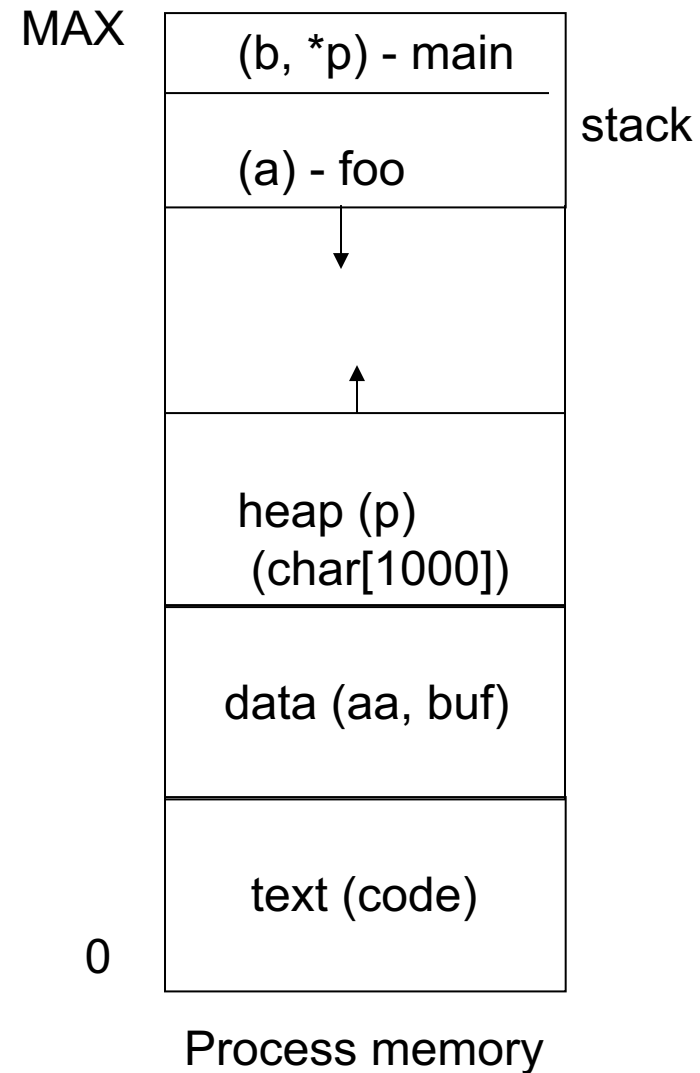 MAX
(b, *p) - main
stack
(a) - foo
heap (p)
(char[1000])
data (aa, buf)
text (code)
0
Process memory